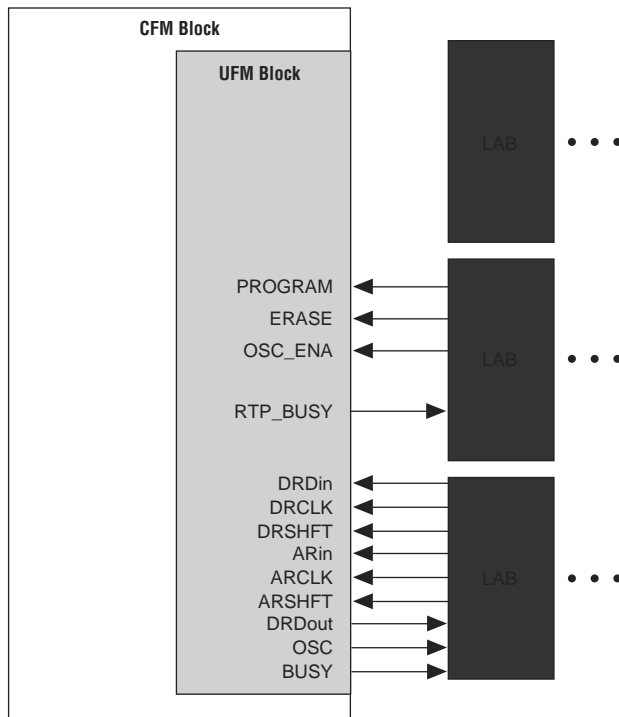 CFM Block
UFM Block
LAB
PROGRAM
ERASE
OSC_ENA
LAB
RTP_BUSY
DRDin
DRCLK
DRSHFT
ARin
ARCLK
LAB
ARSHFT
DRDout
OSC
BUSY